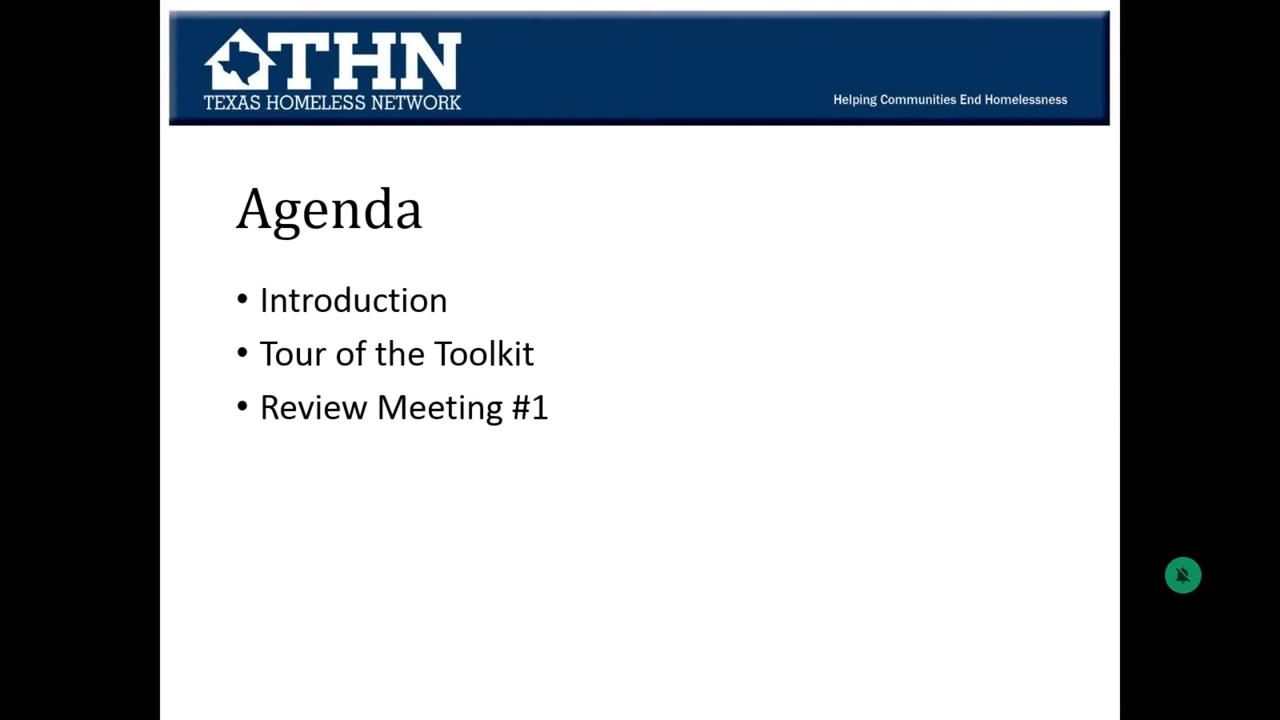 THN
TEXAS HOMELESS NETWORK
Helping Communities End Homelessness
Agenda
• Introduction
• Tour of the Toolkit
• Review Meeting #1